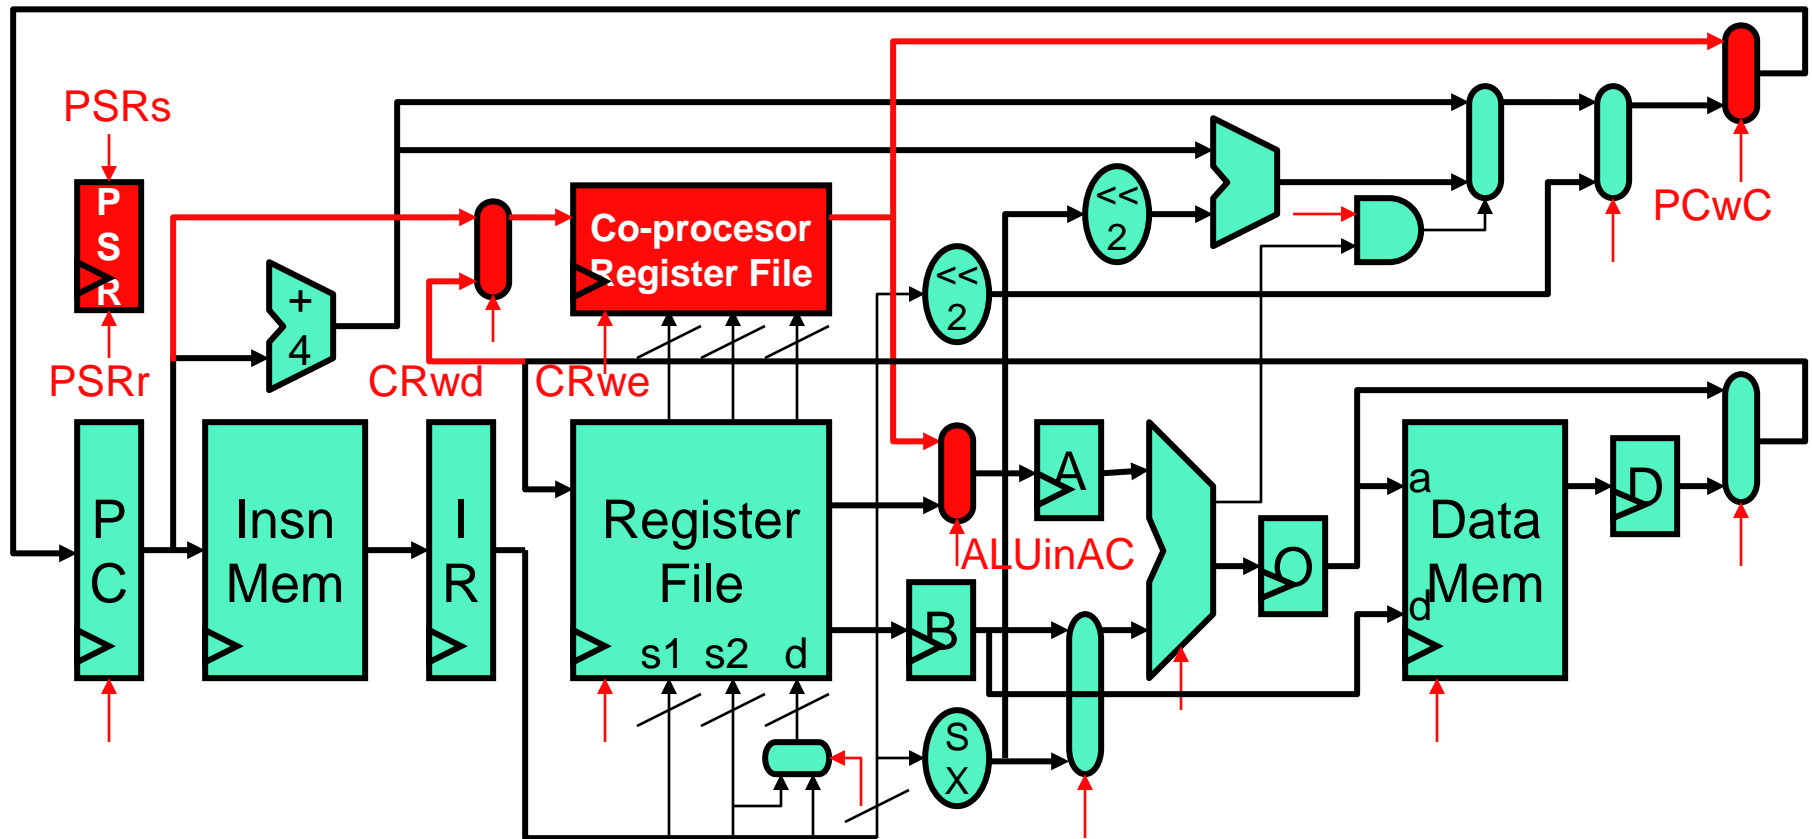 PSRs
P
S
R
PSRr
+
4
CRwd
CRwe
Co-procesor
Register File
<<
2
<<
2
PCwC
P
C
Insn
Mem
I
R
Register
File
s1 s2 d
ALUinAC
A
B
S
X
O
a
d
Data
Mem
D